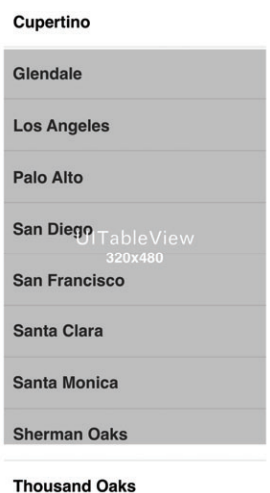 Cupertino
Glendale
Los Angeles
Palo Alto
San Diego
UITableView
320x480
San Francisco
Santa Clara
Santa Monica
Sherman Oaks
Thousand Oaks